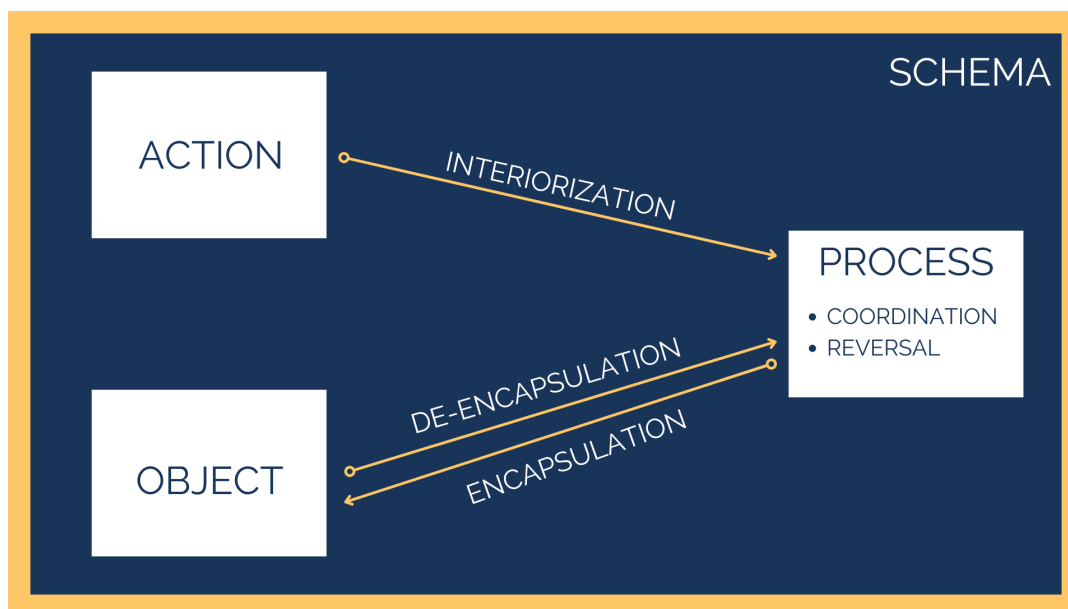 SCHEMA
ACTION
INTERIORIZATION
PROCESS
• COORDINATION
• REVERSAL
DE-ENCAPSULATION
ENCAPSULATION
OBJECT